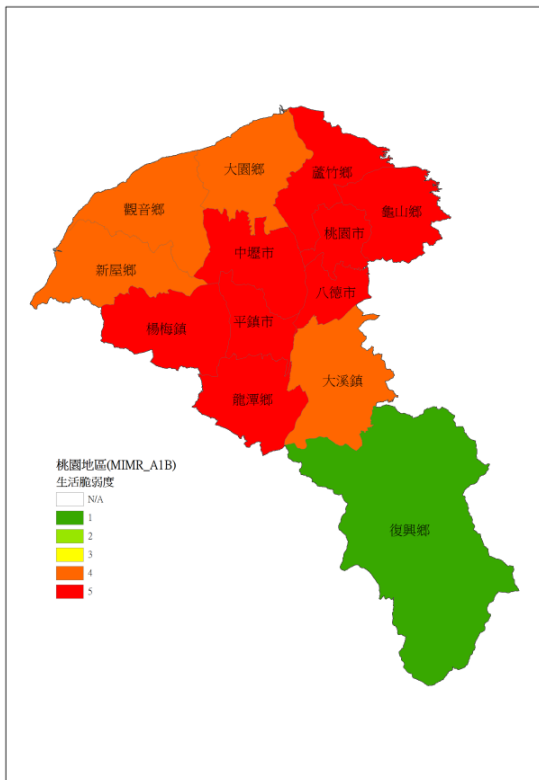 蘆竹鄉
大園鄉
觀音鄉
龜山鄉
桃園市
中壢市
新屋鄉
八德市
楊梅鎮
平鎮市
大溪鎮
龍潭鄉
復興鄉
桃園地區(MIMR_A1B)
生活脆弱度
N/A
1
2
3
4
5